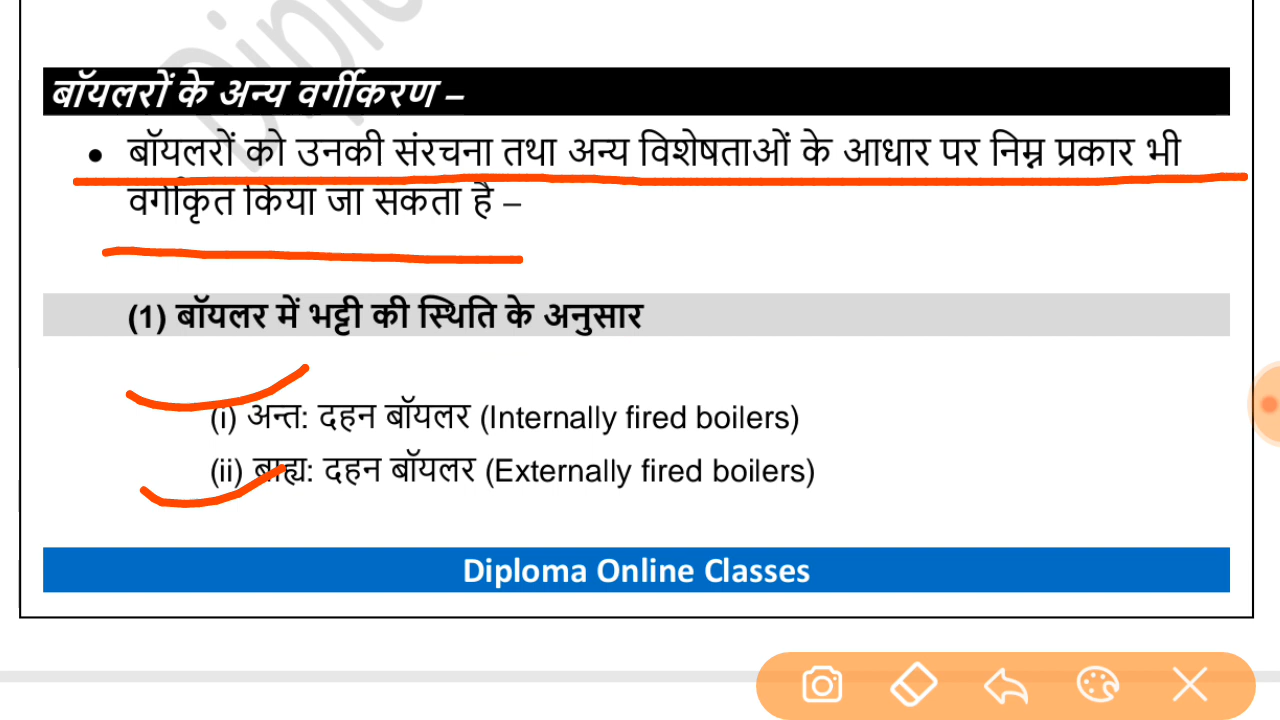 बॉयलरों के अन्य वर्गीकरण –
• बॉयलरों को उनकी संरचना तथा अन्य विशेषताओं के आधार पर निम्न प्रकार भी
वर्गीकृत किया जा सकता है –
(1) बॉयलर में भट्टी की स्थिति के अनुसार
(i) अन्त: दहन बॉयलर (Internally fired boilers)
(ii) बाह्य: दहन बॉयलर (Externally fired boilers)
Diploma Online Classes